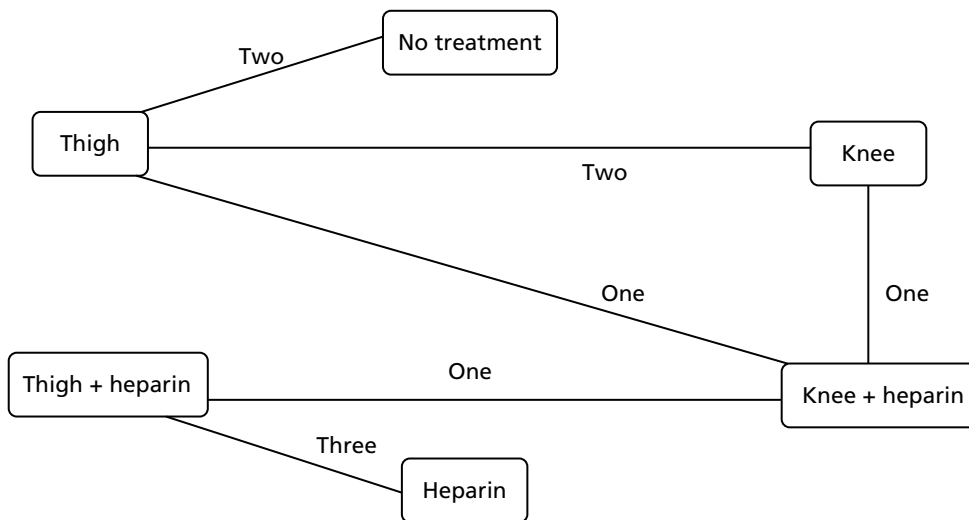 No treatment
Two
Thigh
Knee
Two
One
One
Thigh + heparin
One
Knee + heparin
Three
Heparin